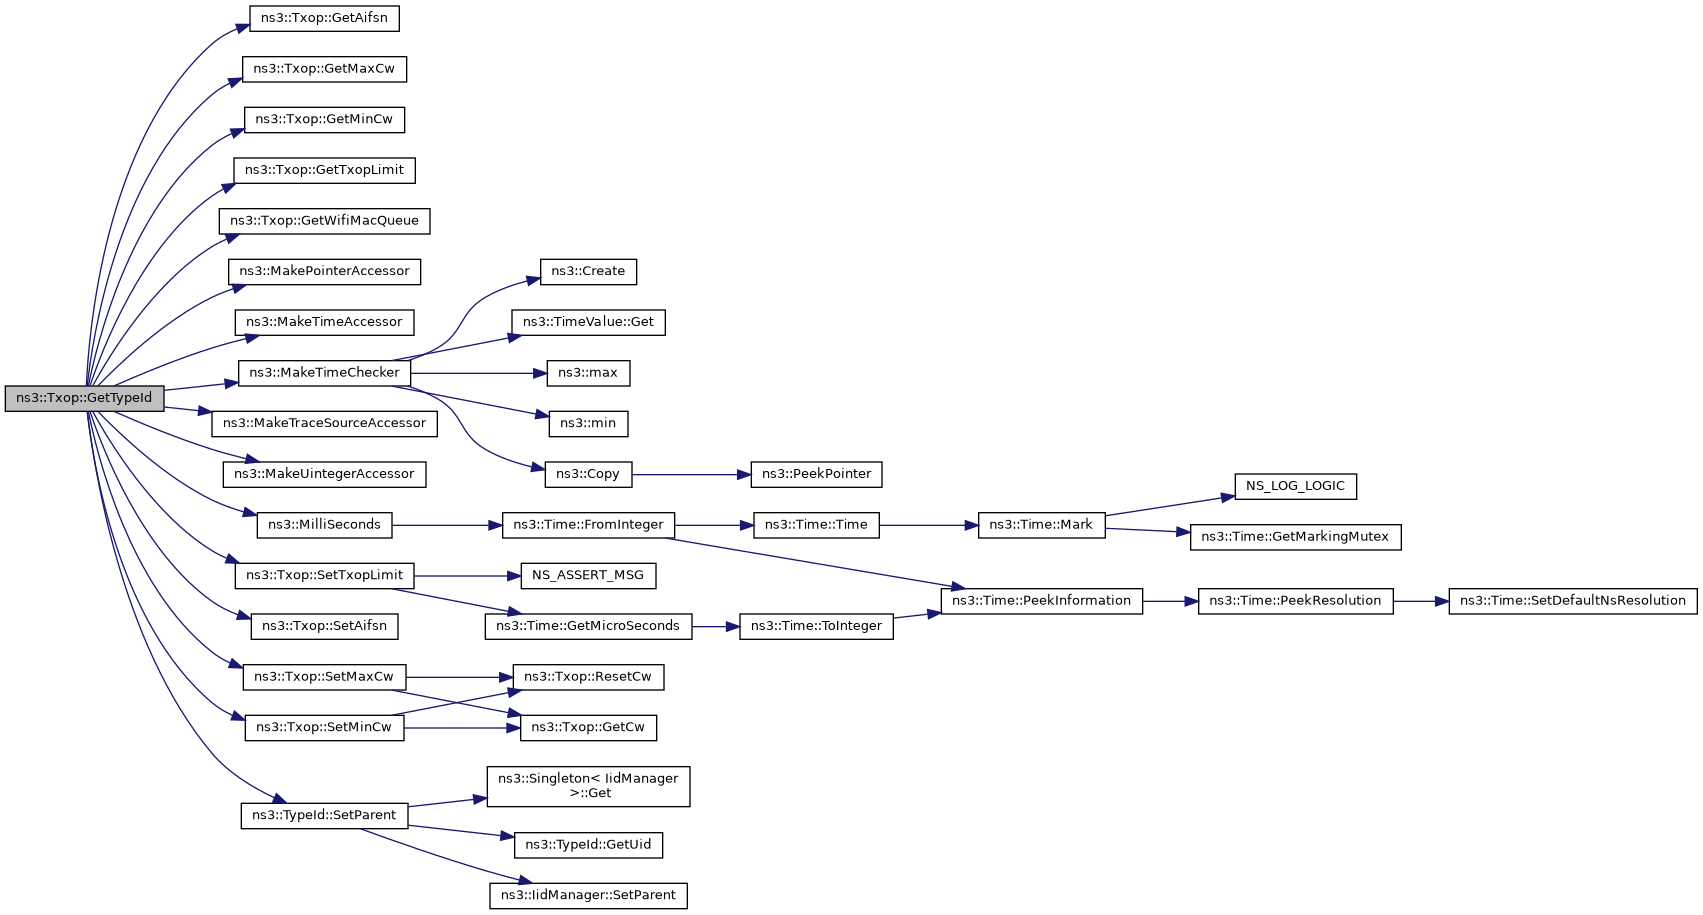 ns3::Txop::GetAifsn
ns3::Txop::GetMaxCw
ns3::Txop::GetMinCw
ns3::Txop::GetTxopLimit
ns3::Txop::GetWifiMacQueue
ns3::MakePointerAccessor
ns3::Create
ns3::MakeTimeAccessor
ns3::TimeValue::Get
ns3::MakeTimeChecker
ns3::max
ns3::Txop::GetTypeId
ns3::MakeTraceSourceAccessor
ns3::min
ns3::MakeUintegerAccessor
ns3::Copy
ns3::PeekPointer
NS_LOG_LOGIC
ns3::MilliSeconds
ns3::Time::FromInteger
ns3::Time::Time
ns3::Time::Mark
ns3::Time::GetMarkingMutex
ns3::Txop::SetTxopLimit
NS_ASSERT_MSG
ns3::Time::PeekInformation
ns3::Time::PeekResolution
ns3::Time::SetDefaultNsResolution
ns3::Txop::SetAifsn
ns3::Time::GetMicroSeconds
ns3::Time::ToInteger
ns3::Txop::SetMaxCw
ns3::Txop::ResetCw
ns3::Txop::SetMinCw
ns3::Txop::GetCw
ns3::Singleton< IidManager
>::Get
ns3::TypeId::SetParent
ns3::TypeId::GetUid
ns3::IidManager::SetParent